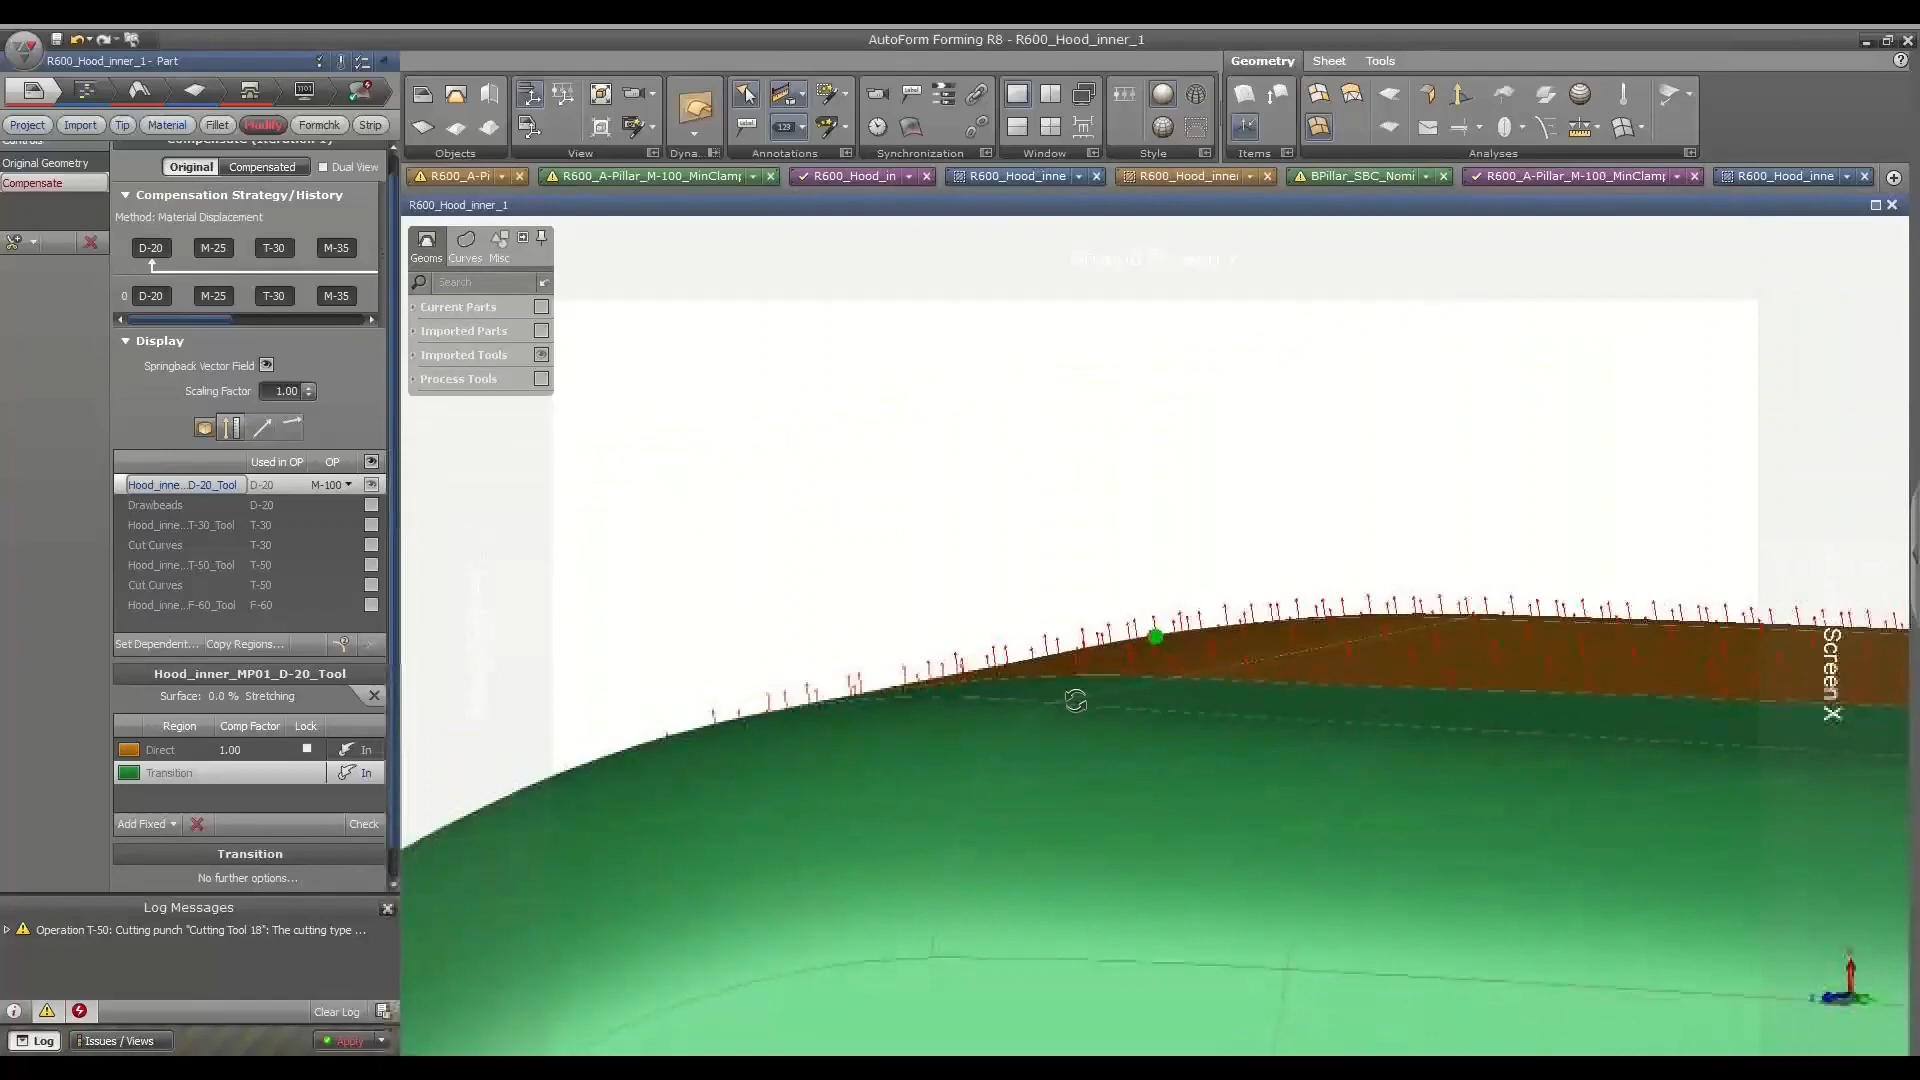 AutoForm Forming R8 - R600_Hood_inner_1
R600_Hood_inner_1 - Part
Geometry Sheet Tools
Project Import Tip Material Fillet Modify Formchk Strip
Objects View Dyna... Annotations Synchronization Window Style Items Analyses
Original Geometry
Compensate
Original Compensated Dual View
R600_A-Pi R600_A-Pillar_M-100_MinClamp R600_Hood_in R600_Hood_inne R600_Hood_inne BPillar_SBC_Nomi R600_A-Pillar_M-100_MinClamp R600_Hood_inne
Compensation Strategy/History
Method: Material Displacement
D-20 M-25 T-30 M-35
0 D-20 M-25 T-30 M-35
R600_Hood_inner_1
Geoms Curves Misc
Search
Current Parts
Imported Parts
Imported Tools
Process Tools
Display
Springback Vector Field
Scaling Factor 1.00
Used in OP OP
Hood_inne...D-20_Tool D-20 M-100
Drawbeads D-20
Hood_inne...T-30_Tool T-30
Cut Curves T-30
Hood_inne...T-50_Tool T-50
Cut Curves T-50
Hood_inne...F-60_Tool F-60
Set Dependent... Copy Regions...
Hood_inner_MP01_D-20_Tool
Surface: 0.0 % Stretching
Region Comp Factor Lock
Direct 1.00 In
Transition In
Add Fixed Check
Transition
No further options...
Screen X
Log Messages
Operation T-50: Cutting punch "Cutting Tool 18": The cutting type ...
Clear Log
Log Issues / Views Apply